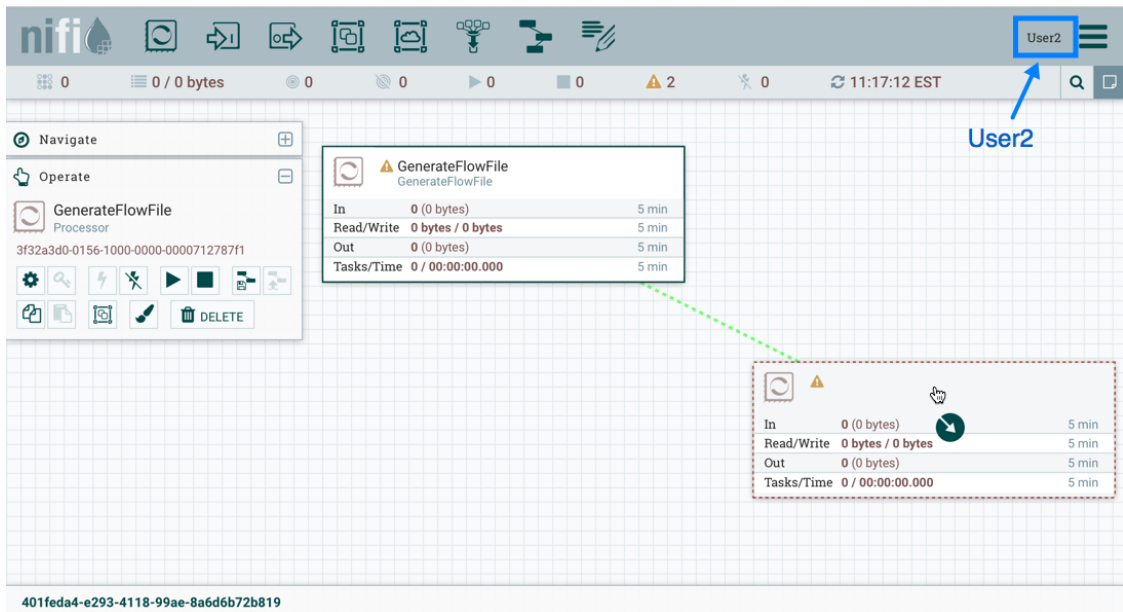 nifi
User2
0
0 / 0 bytes
0
0
0
0
2
0
11:17:12 EST
User2
Navigate
Operate
GenerateFlowFile
Processor
3f32a3d0-0156-1000-0000-0000712787f1
DELETE
GenerateFlowFile
GenerateFlowFile
In 0 (0 bytes) 5 min
Read/Write 0 bytes / 0 bytes 5 min
Out 0 (0 bytes) 5 min
Tasks/Time 0 / 00:00:00.000 5 min
In 0 (0 bytes) 5 min
Read/Write 0 bytes / 0 bytes 5 min
Out 0 (0 bytes) 5 min
Tasks/Time 0 / 00:00:00.000 5 min
401feda4-e293-4118-99ae-8a6d6b72b819